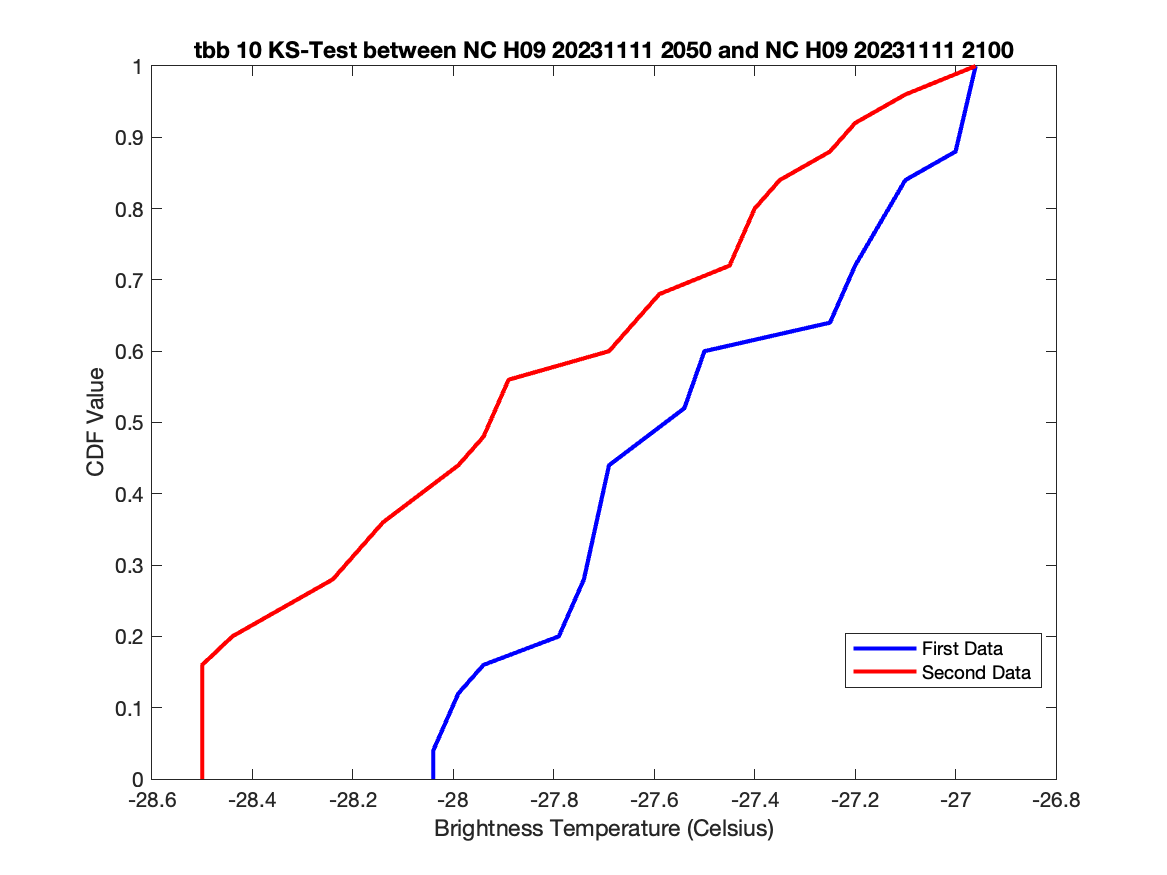 tbb 10 KS-Test between NC H09 20231111 2050 and NC H09 20231111 2100
1
0.9
0.8
0.7
0.6
0.5
0.4
0.3
0.2
0.1
0
CDF Value
First Data
Second Data
-28.6 -28.4 -28.2 -28 -27.8 -27.6 -27.4 -27.2 -27 -26.8
Brightness Temperature (Celsius)